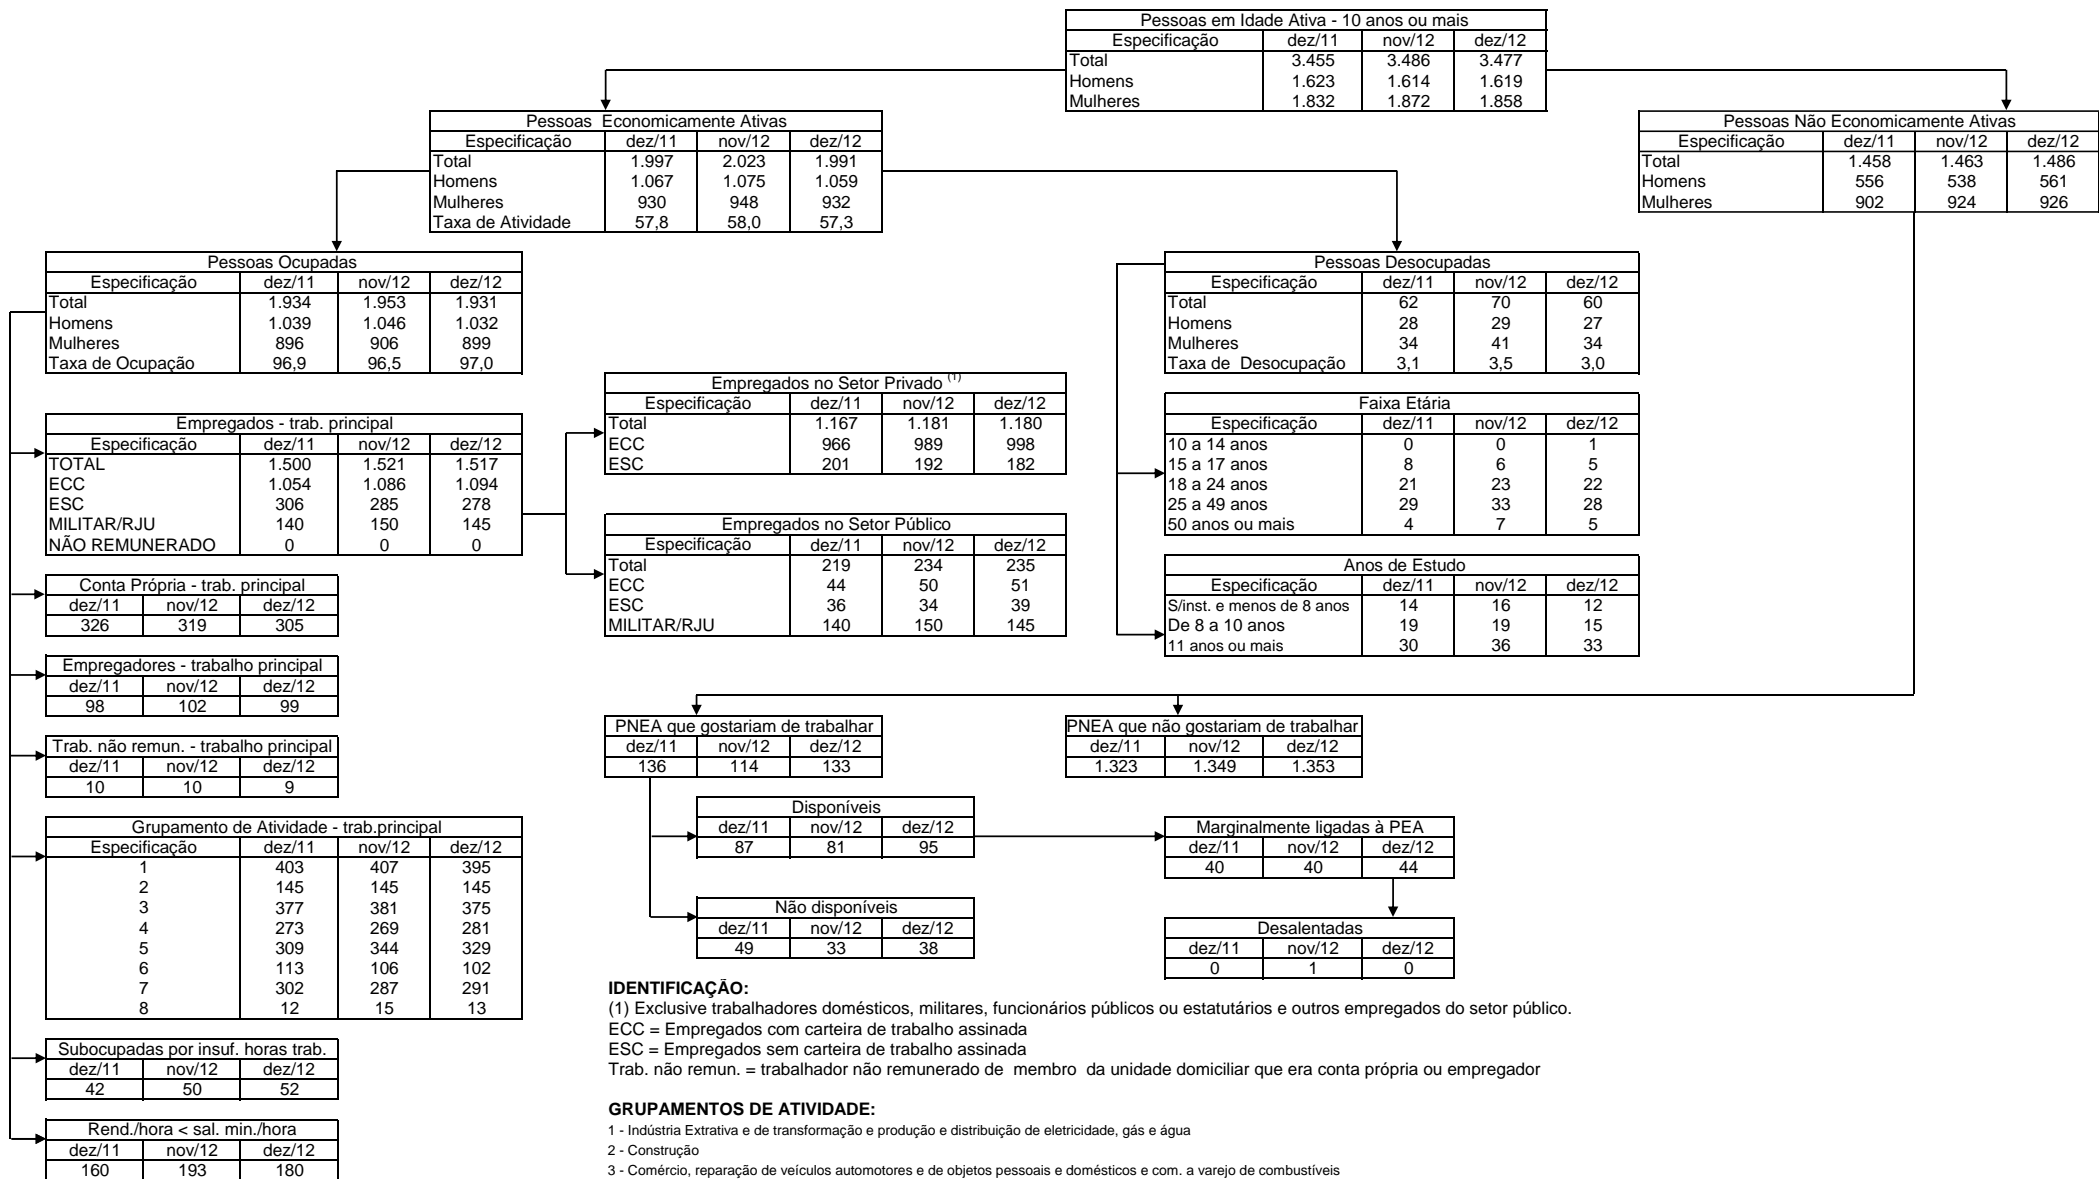 Pessoas em Idade Ativa - 10 anos ou mais
Especificação dez/11 nov/12 dez/12
Total 3.455 3.486 3.477
Homens 1.623 1.614 1.619
Mulheres 1.832 1.872 1.858
Pessoas Economicamente Ativas
Especificação dez/11 nov/12 dez/12
Total 1.997 2.023 1.991
Homens 1.067 1.075 1.059
Mulheres 930 948 932
Taxa de Atividade 57,8 58,0 57,3
Pessoas Não Economicamente Ativas
Especificação dez/11 nov/12 dez/12
Total 1.458 1.463 1.486
Homens 556 538 561
Mulheres 902 924 926
Pessoas Ocupadas
Especificação dez/11 nov/12 dez/12
Total 1.934 1.953 1.931
Homens 1.039 1.046 1.032
Mulheres 896 906 899
Taxa de Ocupação 96,9 96,5 97,0
Pessoas Desocupadas
Especificação dez/11 nov/12 dez/12
Total 62 70 60
Homens 28 29 27
Mulheres 34 41 34
Taxa de Desocupação 3,1 3,5 3,0
Empregados - trab. principal
Especificação dez/11 nov/12 dez/12
TOTAL 1.500 1.521 1.517
ECC 1.054 1.086 1.094
ESC 306 285 278
MILITAR/RJU 140 150 145
NÃO REMUNERADO 0 0 0
Empregados no Setor Privado (1)
Especificação dez/11 nov/12 dez/12
Total 1.167 1.181 1.180
ECC 966 989 998
ESC 201 192 182
Empregados no Setor Público
Especificação dez/11 nov/12 dez/12
Total 219 234 235
ECC 44 50 51
ESC 36 34 39
MILITAR/RJU 140 150 145
Faixa Etária
Especificação dez/11 nov/12 dez/12
10 a 14 anos 0 0 1
15 a 17 anos 8 6 5
18 a 24 anos 21 23 22
25 a 49 anos 29 33 28
50 anos ou mais 4 7 5
Anos de Estudo
Especificação dez/11 nov/12 dez/12
S/inst. e menos de 8 anos 14 16 12
De 8 a 10 anos 19 19 15
11 anos ou mais 30 36 33
Conta Própria - trab. principal
dez/11 nov/12 dez/12
326 319 305
Empregadores - trabalho principal
dez/11 nov/12 dez/12
98 102 99
Trab. não remun. - trabalho principal
dez/11 nov/12 dez/12
10 10 9
PNEA que gostariam de trabalhar
dez/11 nov/12 dez/12
136 114 133
PNEA que não gostariam de trabalhar
dez/11 nov/12 dez/12
1.323 1.349 1.353
Disponíveis
dez/11 nov/12 dez/12
87 81 95
Marginalmente ligadas à PEA
dez/11 nov/12 dez/12
40 40 44
Não disponíveis
dez/11 nov/12 dez/12
49 33 38
Desalentadas
dez/11 nov/12 dez/12
0 1 0
Grupamento de Atividade - trab.principal
Especificação dez/11 nov/12 dez/12
1 403 407 395
2 145 145 145
3 377 381 375
4 273 269 281
5 309 344 329
6 113 106 102
7 302 287 291
8 12 15 13
Subocupadas por insuf. horas trab.
dez/11 nov/12 dez/12
42 50 52
Rend./hora < sal. min./hora
dez/11 nov/12 dez/12
160 193 180
IDENTIFICAÇÃO:
(1) Exclusive trabalhadores domésticos, militares, funcionários públicos ou estatutários e outros empregados do setor público.
ECC = Empregados com carteira de trabalho assinada
ESC = Empregados sem carteira de trabalho assinada
Trab. não remun. = trabalhador não remunerado de membro da unidade domiciliar que era conta própria ou empregador
GRUPAMENTOS DE ATIVIDADE:
1 - Indústria Extrativa e de transformação e produção e distribuição de eletricidade, gás e água
2 - Construção
3 - Comércio, reparação de veículos automotores e de objetos pessoais e domésticos e com. a varejo de combustíveis